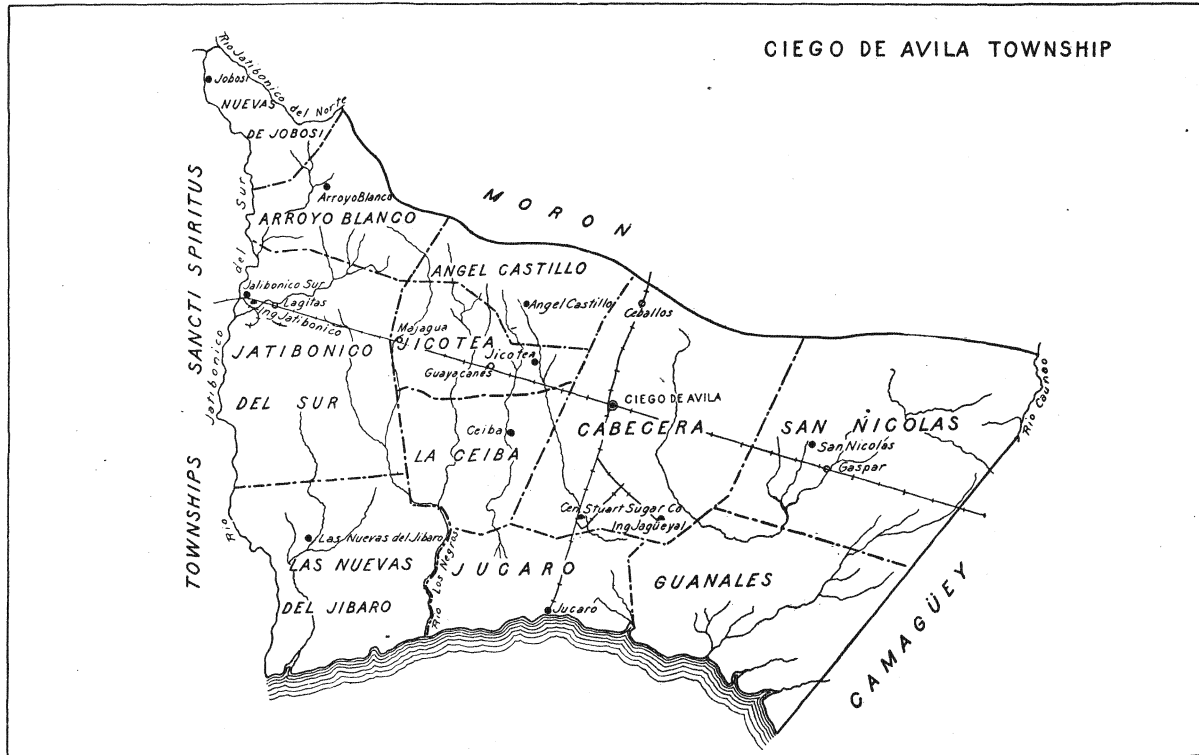 CIEGO DE AVILA TOWNSHIP
Rio Jatibonico del Norte
Jobosi
NUEVAS
DE JOBOSI
SANCTI SPIRITUS
TOWNSHIPS
MORON
Arroyo Blanco
ARROYO BLANCO
ANGEL CASTILLO
Angel Castillo
Ceballos
Rio Jatibonico del Sur
Jalibonico Sur
Lagitas
Ing Jatibonico
Majagua
JICOTEA
Jicotea
Guayacanes
JATIBONICO
DEL SUR
CIEGO DE AVILA
CABECERA
Ceiba
LA CEIBA
SAN NICOLAS
San Nicolás
Gaspar
Rio Caunao
Cen. Stuart Sugar Co
Ing Jagüeyal
Las Nuevas del Jibaro
LAS NUEVAS
DEL JIBARO
Rio Los Negros
JUCARO
Jucaro
GUANALES
CAMAGÜEY